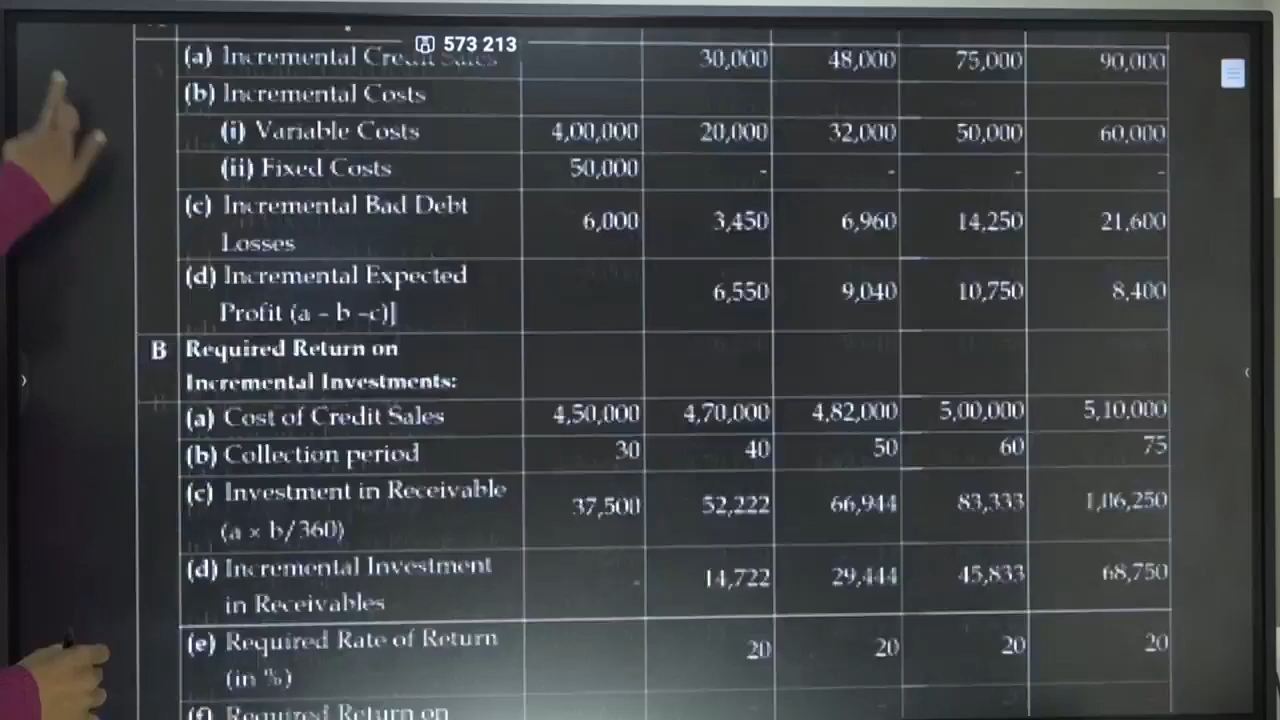 573 213
(a) Incremental Credit Sales 30,000 48,000 75,000 90,000
(b) Incremental Costs
(i) Variable Costs 4,00,000 20,000 32,000 50,000 60,000
(ii) Fixed Costs 50,000 - - - -
(c) Incremental Bad Debt
Losses 6,000 3,450 6,960 14,250 21,600
(d) Incremental Expected
Profit (a – b –c)] 6,550 9,040 10,750 8,400
B Required Return on
Incremental Investments:
(a) Cost of Credit Sales 4,50,000 4,70,000 4,82,000 5,00,000 5,10,000
(b) Collection period 30 40 50 60 75
(c) Investment in Receivable
(a × b/360) 37,500 52,222 66,944 83,333 1,06,250
(d) Incremental Investment
in Receivables - 14,722 29,444 45,833 68,750
(e) Required Rate of Return
(in %) 20 20 20 20
(f) Required Return on